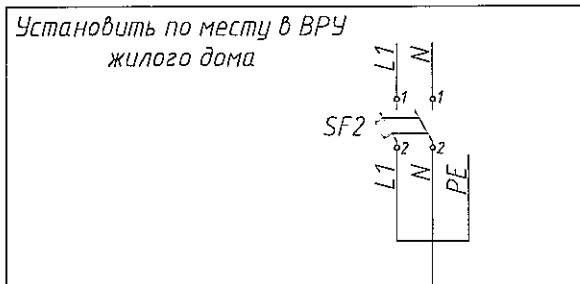 Установить по месту в ВРУ
жилого дома
L1 N
1 1
SF2
2 2
L1 N PE